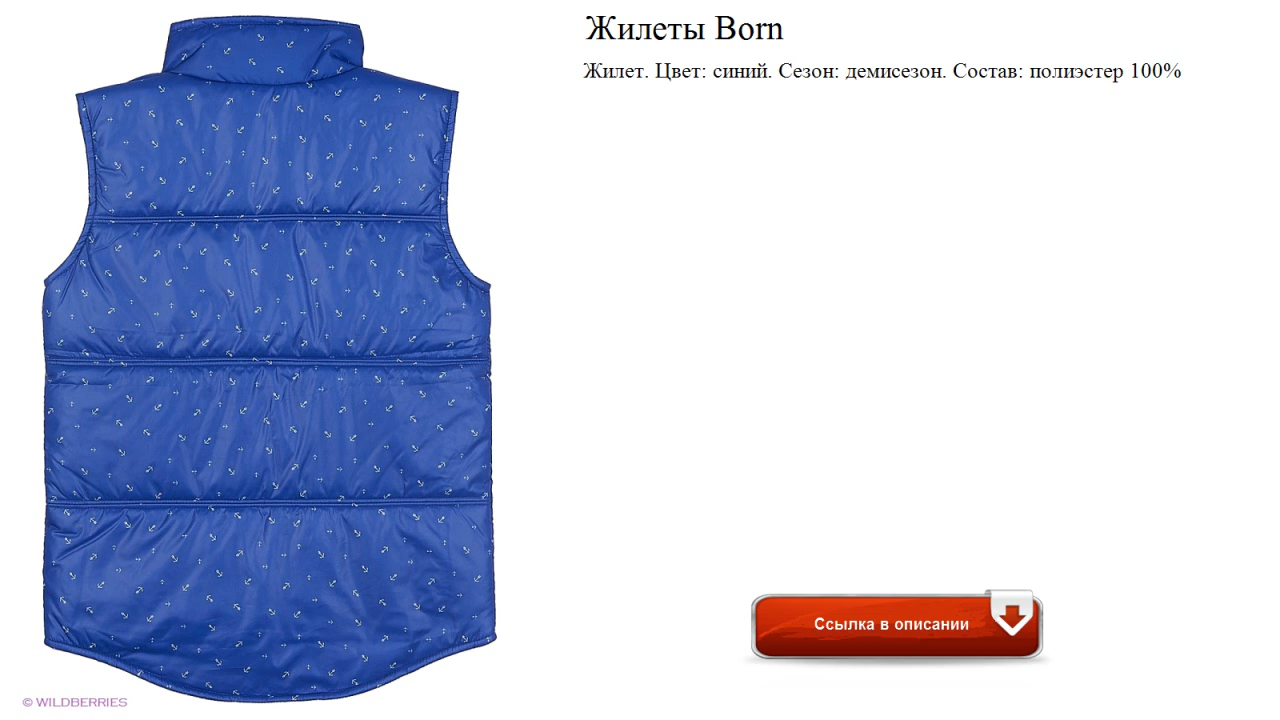 Жилеты Born
Жилет. Цвет: синий. Сезон: демисезон. Состав: полиэстер 100%
Ссылка в описании
© WILDBERRIES